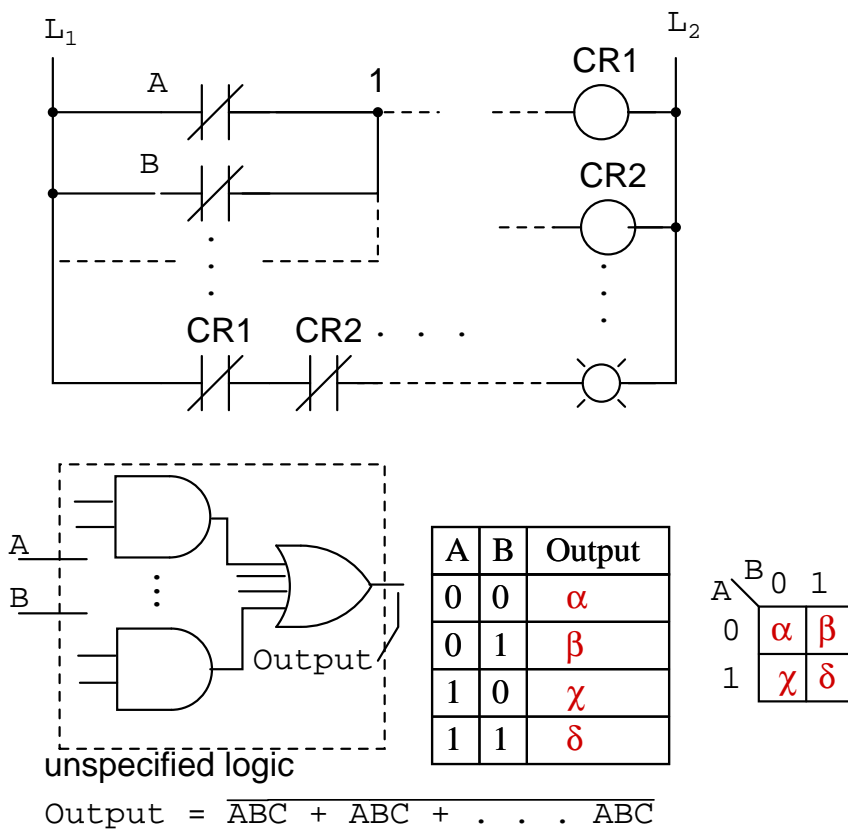 L₁ L₂
CR1
A 1
B CR2
CR1 CR2 . . .
A
B
Output
A B Output
0 0 α
0 1 β
1 0 χ
1 1 δ
B 0 1
A
0 α β
1 χ δ
unspecified logic
Output = ABC + ABC + . . . ABC